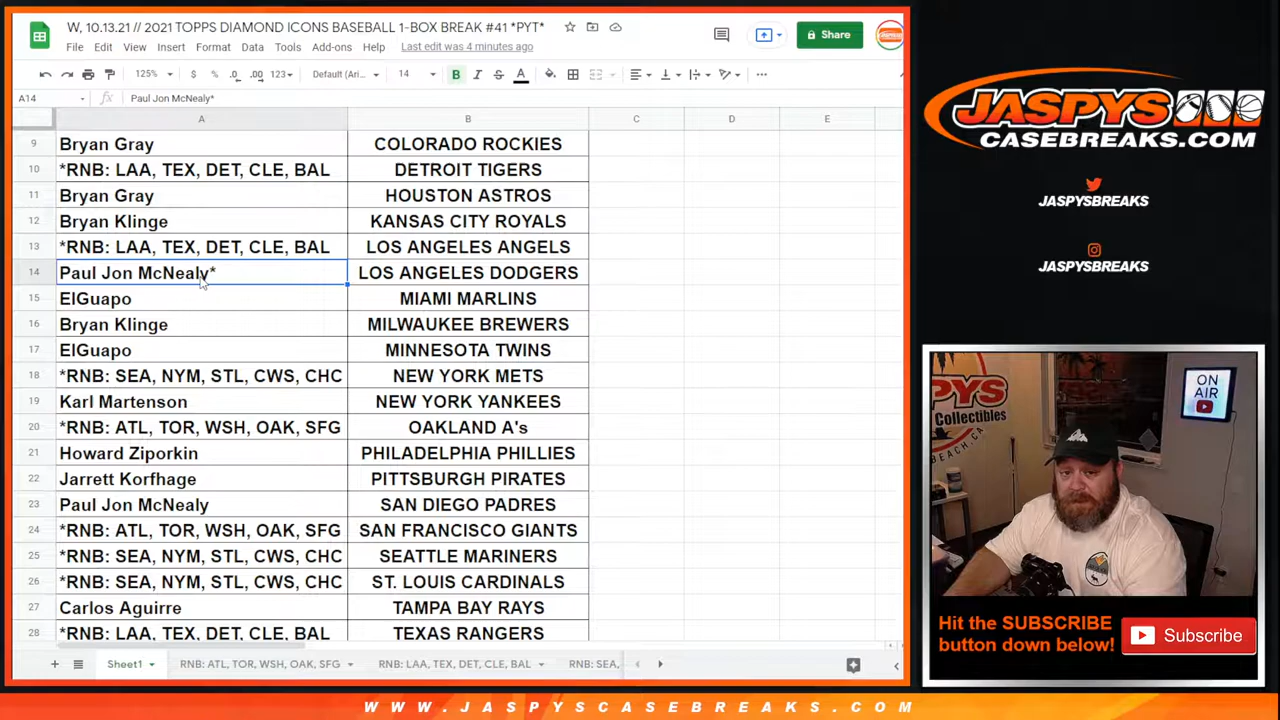 W, 10.13.21 // 2021 TOPPS DIAMOND ICONS BASEBALL 1-BOX BREAK #41 *PYT*
File Edit View Insert Format Data Tools Add-ons Help Last edit was 4 minutes ago
Share
125% $ % .0 .00 123 Default (Ari... 14 B I S A
A14 fx Paul Jon McNealy*
A B C D E
9 Bryan Gray COLORADO ROCKIES
10 *RNB: LAA, TEX, DET, CLE, BAL DETROIT TIGERS
11 Bryan Gray HOUSTON ASTROS
12 Bryan Klinge KANSAS CITY ROYALS
13 *RNB: LAA, TEX, DET, CLE, BAL LOS ANGELES ANGELS
14 Paul Jon McNealy* LOS ANGELES DODGERS
15 ElGuapo MIAMI MARLINS
16 Bryan Klinge MILWAUKEE BREWERS
17 ElGuapo MINNESOTA TWINS
18 *RNB: SEA, NYM, STL, CWS, CHC NEW YORK METS
19 Karl Martenson NEW YORK YANKEES
20 *RNB: ATL, TOR, WSH, OAK, SFG OAKLAND A's
21 Howard Ziporkin PHILADELPHIA PHILLIES
22 Jarrett Korfhage PITTSBURGH PIRATES
23 Paul Jon McNealy SAN DIEGO PADRES
24 *RNB: ATL, TOR, WSH, OAK, SFG SAN FRANCISCO GIANTS
25 *RNB: SEA, NYM, STL, CWS, CHC SEATTLE MARINERS
26 *RNB: SEA, NYM, STL, CWS, CHC ST. LOUIS CARDINALS
27 Carlos Aguirre TAMPA BAY RAYS
28 *RNB: LAA, TEX, DET, CLE, BAL TEXAS RANGERS
Sheet1 RNB: ATL, TOR, WSH, OAK, SFG RNB: LAA, TEX, DET, CLE, BAL RNB: SEA,
JASPYS
CASEBREAKS.COM
JASPYSBREAKS
JASPYSBREAKS
PYS
Collectibles
BEACH, CA
ON
AIR
Hit the SUBSCRIBE
button down below!
Subscribe
WWW.JASPYSCASEBREAKS.COM